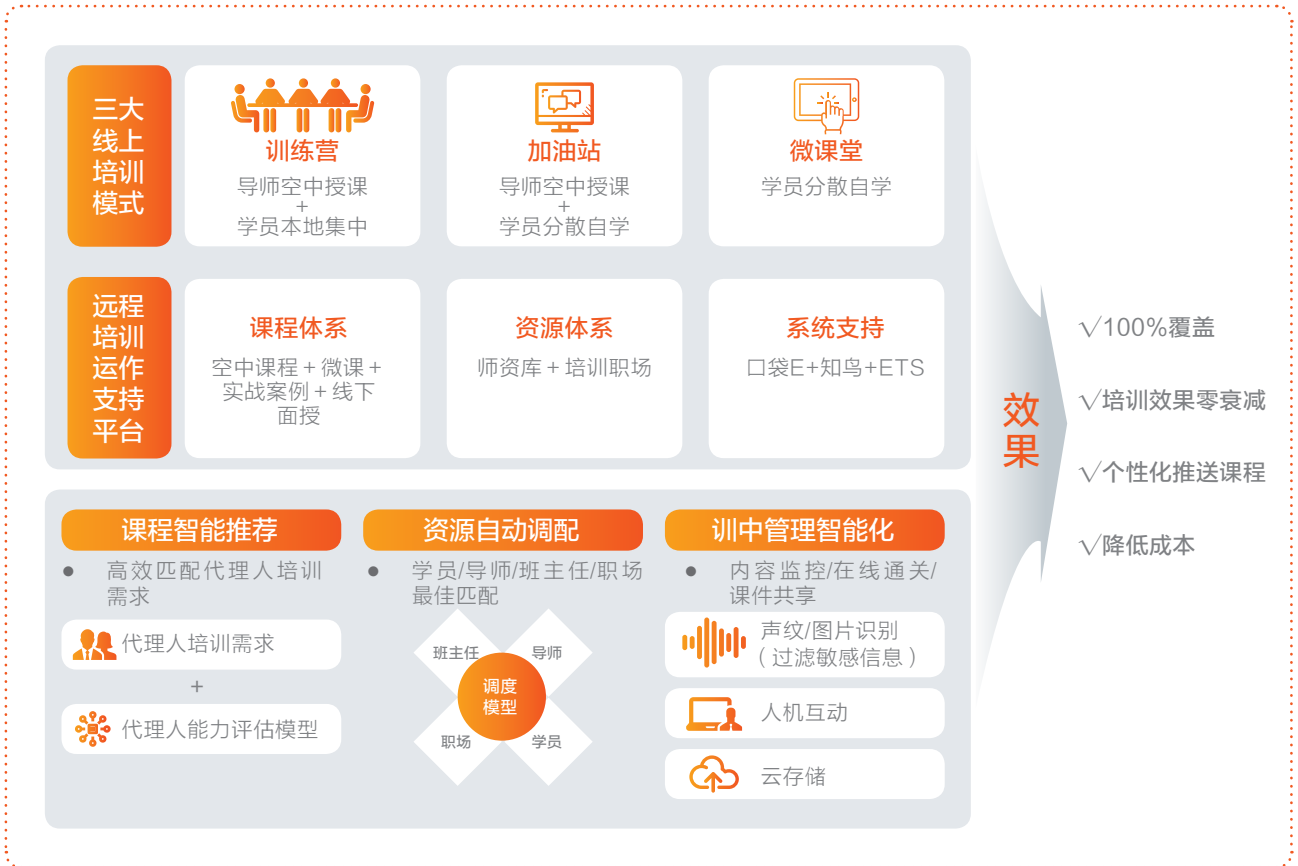 三大
线上
培训
模式
训练营
导师空中授课
+
学员本地集中
加油站
导师空中授课
+
学员分散自学
微课堂
学员分散自学
远程
培训
运作
支持
平台
课程体系
空中课程+微课+
实战案例+线下
面授
资源体系
师资库+培训职场
系统支持
口袋E+知鸟+ETS
课程智能推荐
● 高效匹配代理人培训
需求
代理人培训需求
+
代理人能力评估模型
资源自动调配
● 学员/导师/班主任/职场
最佳匹配
班主任
导师
调度
模型
职场
学员
训中管理智能化
● 内容监控/在线通关/
课件共享
声纹/图片识别
(过滤敏感信息)
人机互动
云存储
效
果
√100%覆盖
√培训效果零衰减
√个性化推送课程
√降低成本